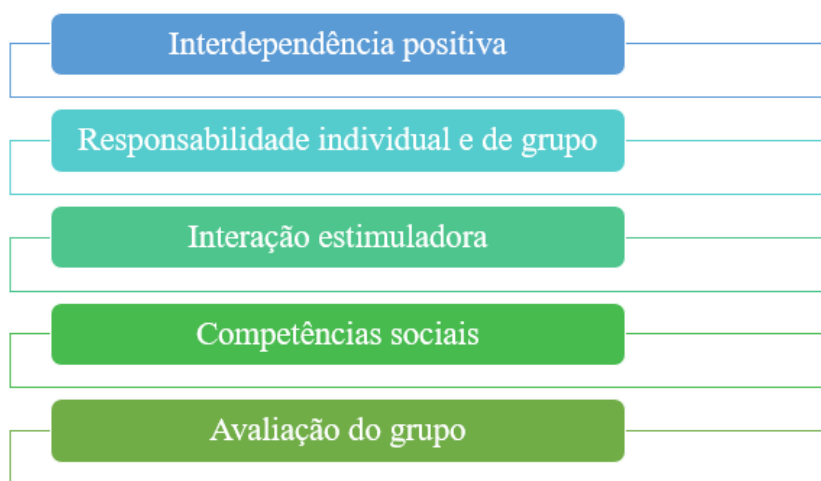 Interdependência positiva
Responsabilidade individual e de grupo
Interação estimuladora
Competências sociais
Avaliação do grupo